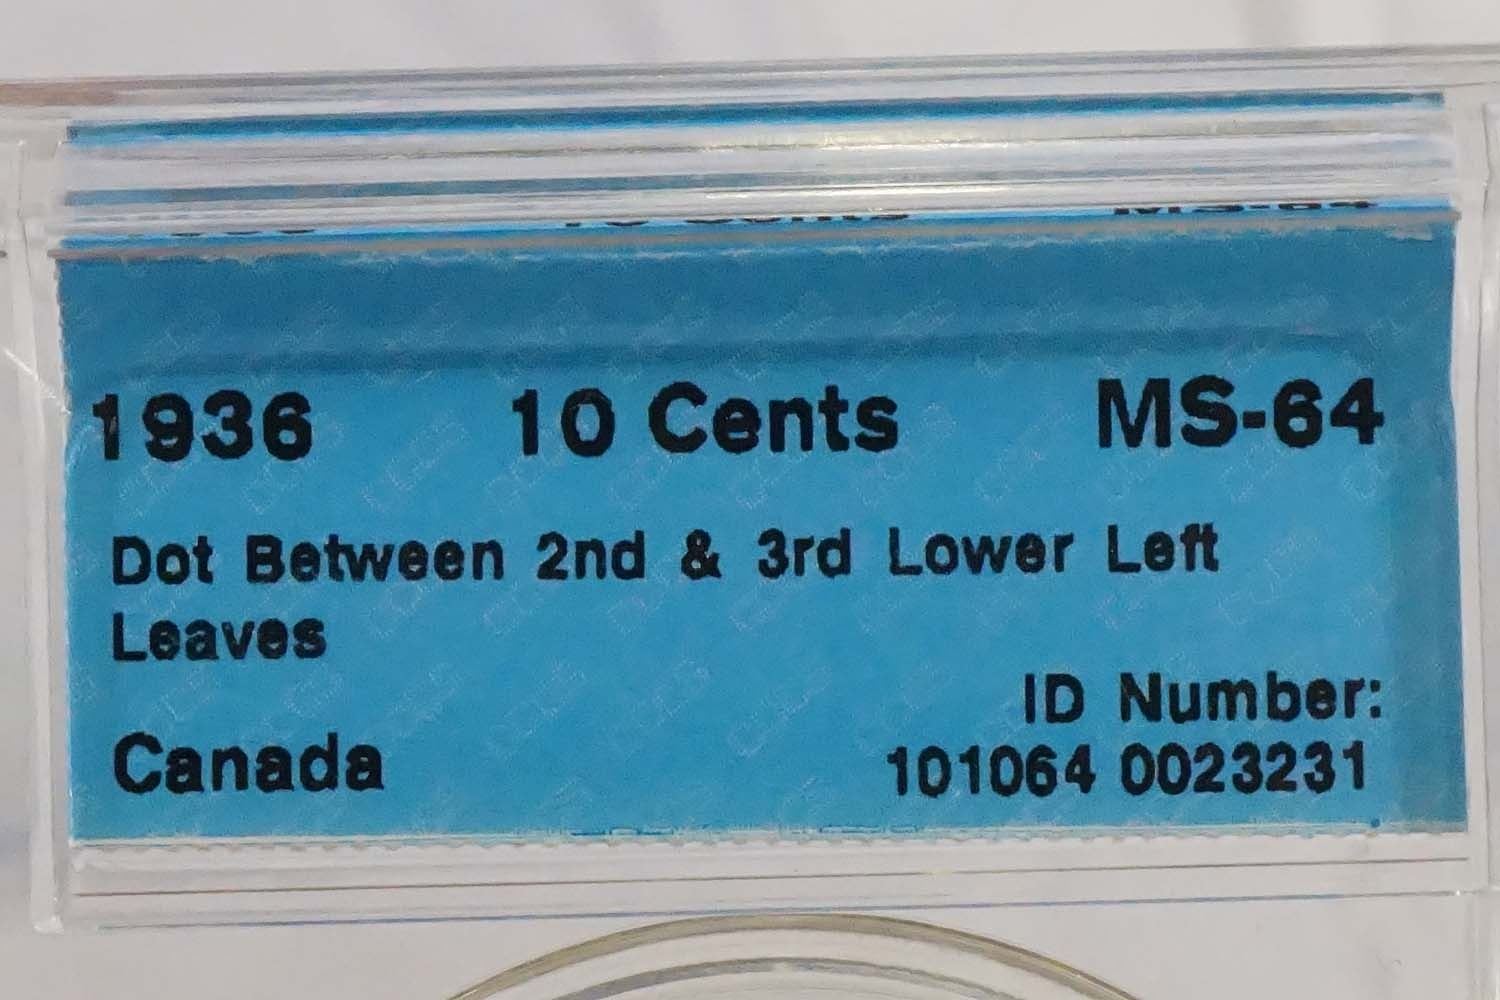 1936 10 Cents MS-64
Dot Between 2nd & 3rd Lower Left
Leaves
ID Number:
Canada 101064 0023231